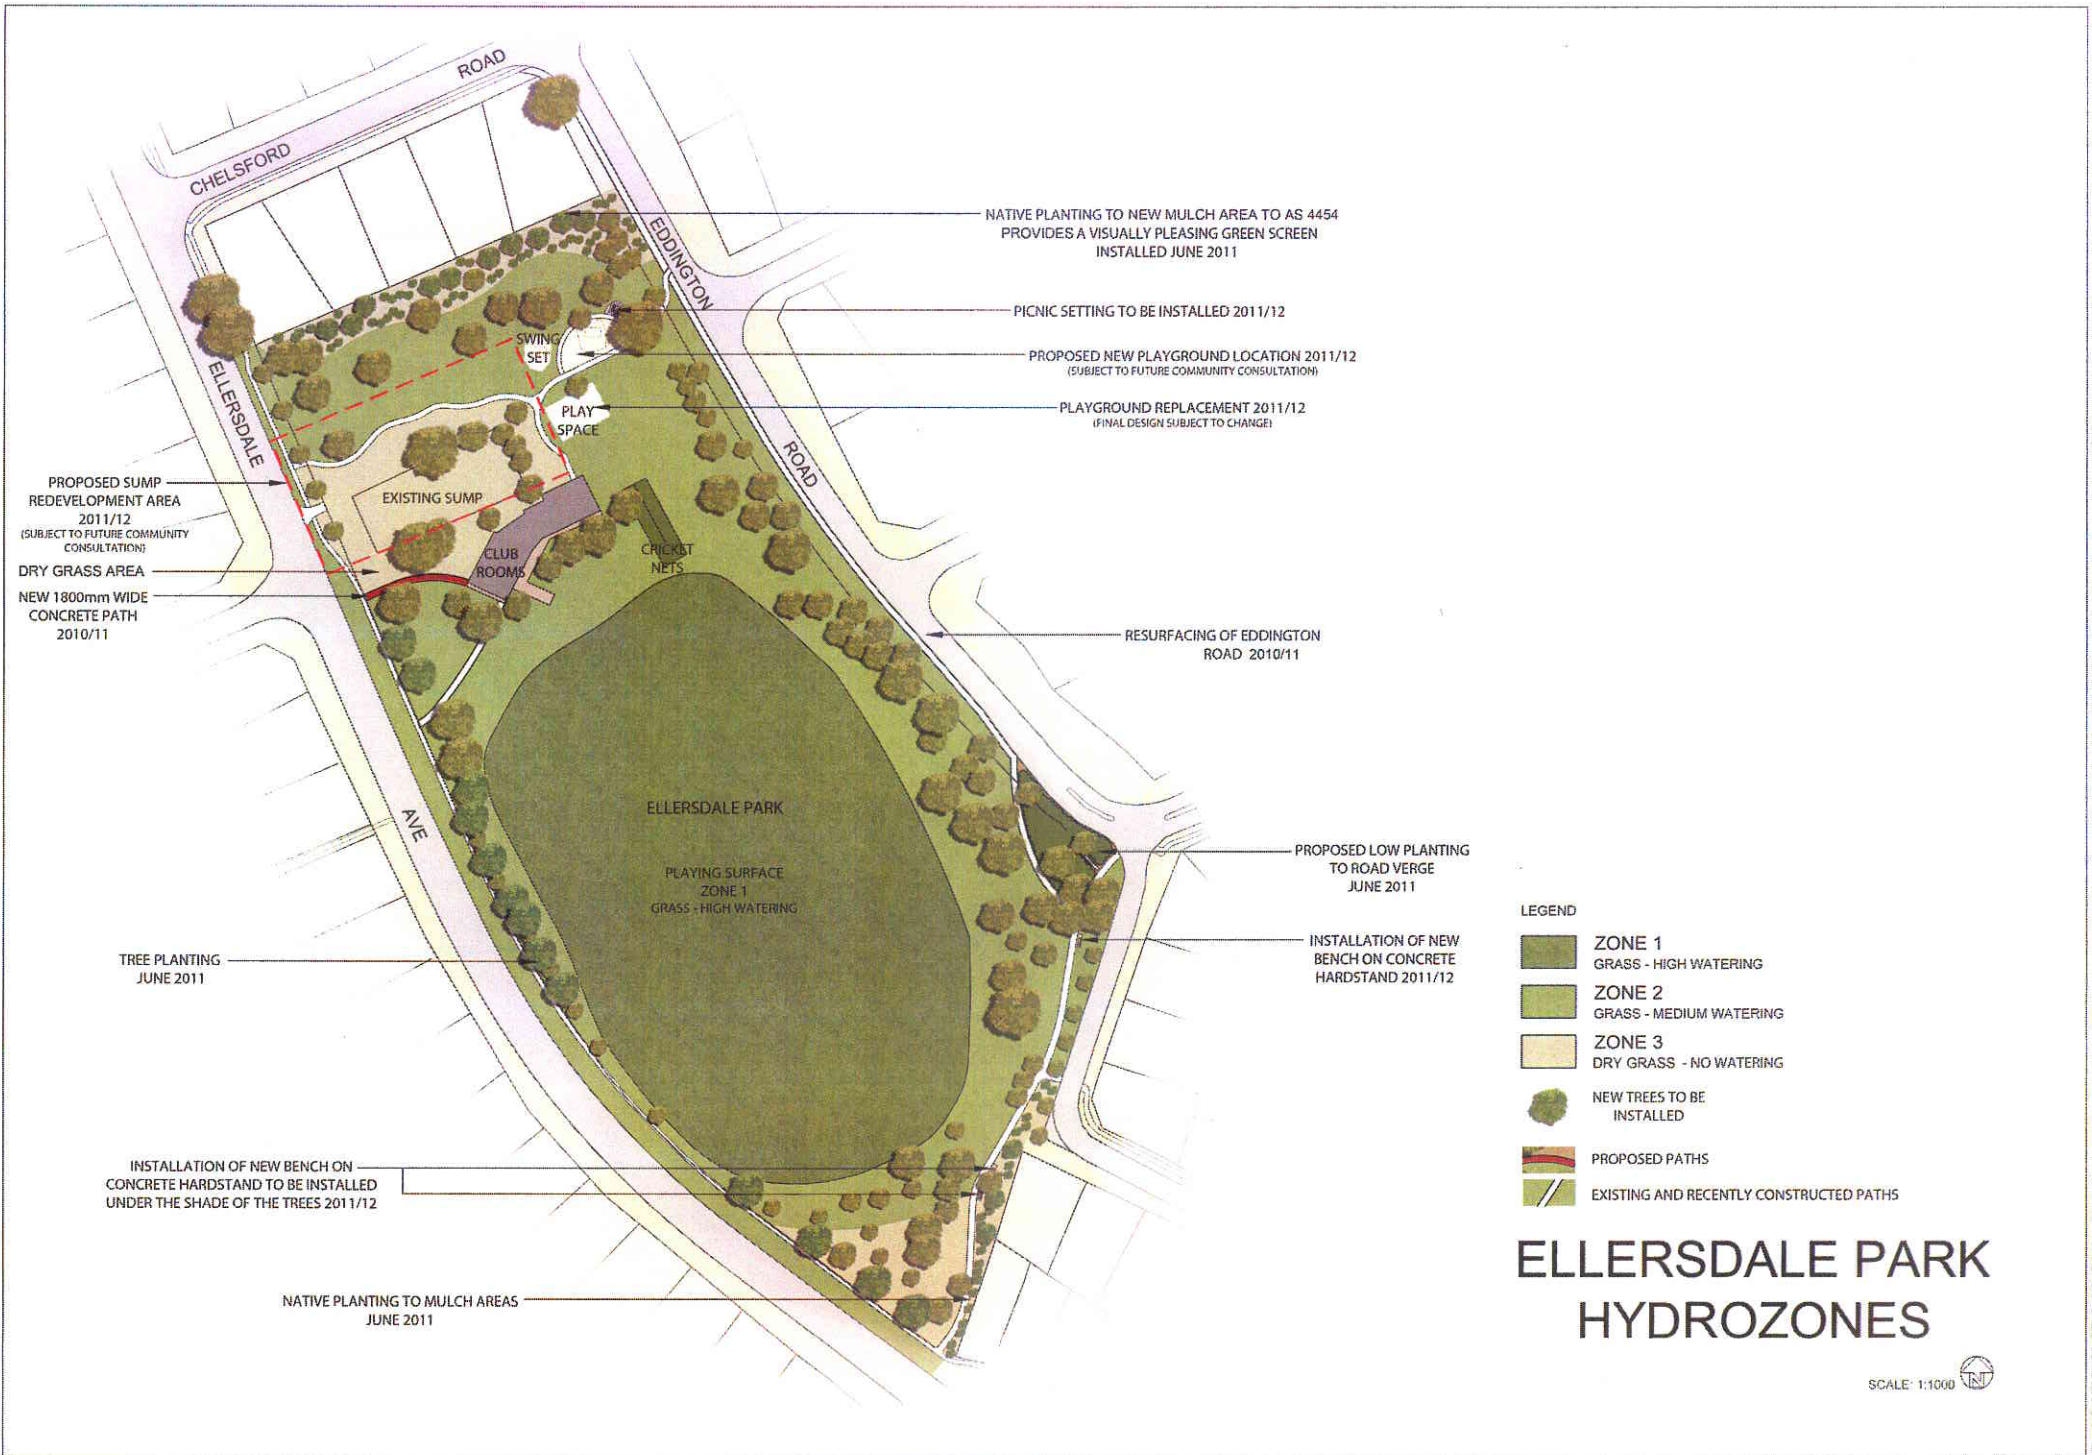 CHELSFORD
ROAD
EDDINGTON
ROAD
ELLERSDALE
AVE
NATIVE PLANTING TO NEW MULCH AREA TO AS 4454
PROVIDES A VISUALLY PLEASING GREEN SCREEN
INSTALLED JUNE 2011
PICNIC SETTING TO BE INSTALLED 2011/12
PROPOSED NEW PLAYGROUND LOCATION 2011/12
(SUBJECT TO FUTURE COMMUNITY CONSULTATION)
PLAYGROUND REPLACEMENT 2011/12
(FINAL DESIGN SUBJECT TO CHANGE)
SWING
SET
PLAY
SPACE
EXISTING SUMP
CLUB
ROOMS
CRICKET
NETS
PROPOSED SUMP
REDEVELOPMENT AREA
2011/12
(SUBJECT TO FUTURE COMMUNITY
CONSULTATION)
DRY GRASS AREA
NEW 1800mm WIDE
CONCRETE PATH
2010/11
RESURFACING OF EDDINGTON
ROAD 2010/11
ELLERSDALE PARK
PLAYING SURFACE
ZONE 1
GRASS - HIGH WATERING
PROPOSED LOW PLANTING
TO ROAD VERGE
JUNE 2011
INSTALLATION OF NEW
BENCH ON CONCRETE
HARDSTAND 2011/12
TREE PLANTING
JUNE 2011
INSTALLATION OF NEW BENCH ON
CONCRETE HARDSTAND TO BE INSTALLED
UNDER THE SHADE OF THE TREES 2011/12
NATIVE PLANTING TO MULCH AREAS
JUNE 2011
LEGEND
ZONE 1
GRASS - HIGH WATERING
ZONE 2
GRASS - MEDIUM WATERING
ZONE 3
DRY GRASS - NO WATERING
NEW TREES TO BE
INSTALLED
PROPOSED PATHS
EXISTING AND RECENTLY CONSTRUCTED PATHS
ELLERSDALE PARK
HYDROZONES
SCALE: 1:1000
N